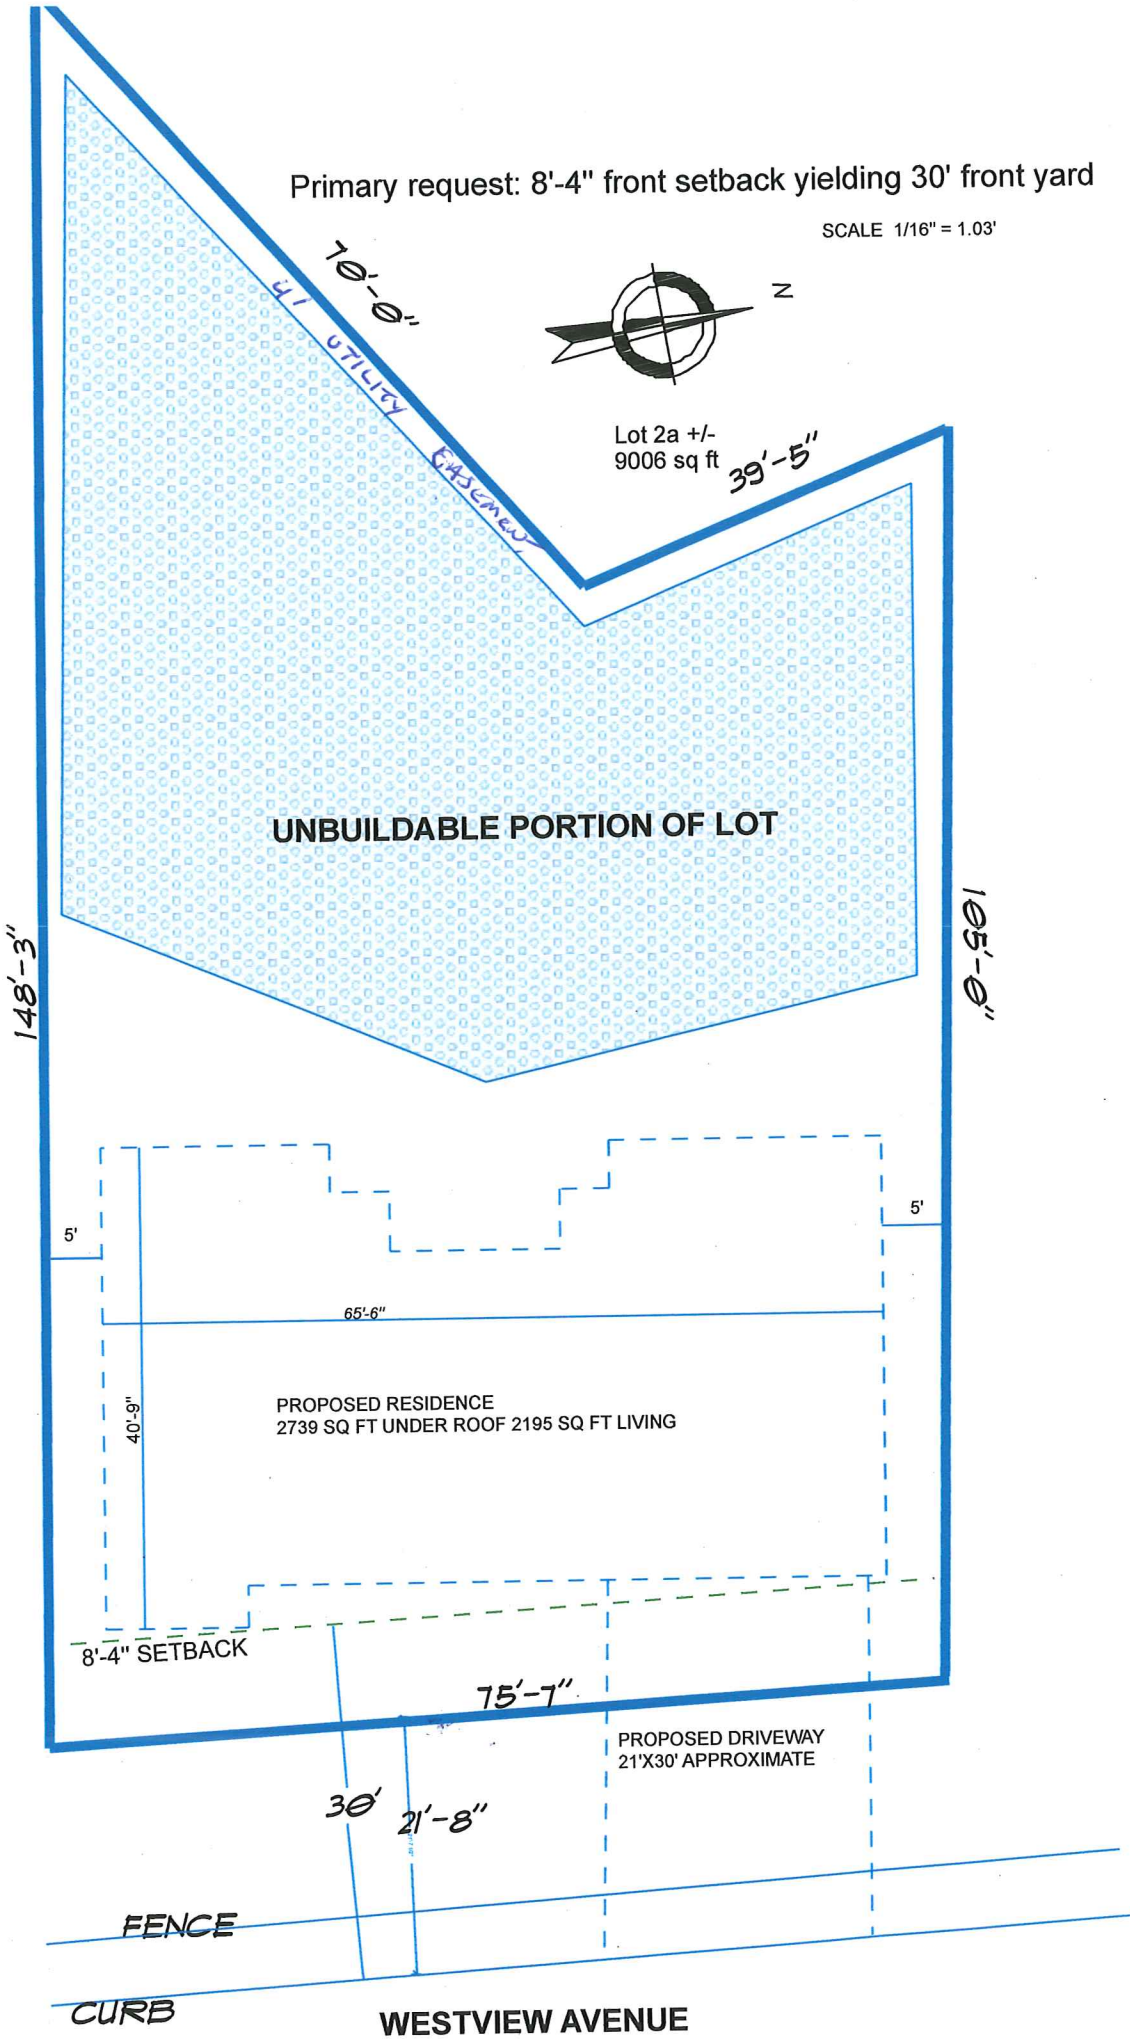 Primary request: 8'-4" front setback yielding 30' front yard
SCALE 1/16" = 1.03'
70'-0"
N
4' UTILITY EASEMENT
Lot 2a +/-
9006 sq ft
39'-5"
UNBUILDABLE PORTION OF LOT
148'-3"
105'-0"
5'
5'
65'-6"
40'-9"
PROPOSED RESIDENCE
2739 SQ FT UNDER ROOF 2195 SQ FT LIVING
8'-4" SETBACK
75'-7"
PROPOSED DRIVEWAY
21'X30' APPROXIMATE
30'
21'-8"
FENCE
CURB
WESTVIEW AVENUE